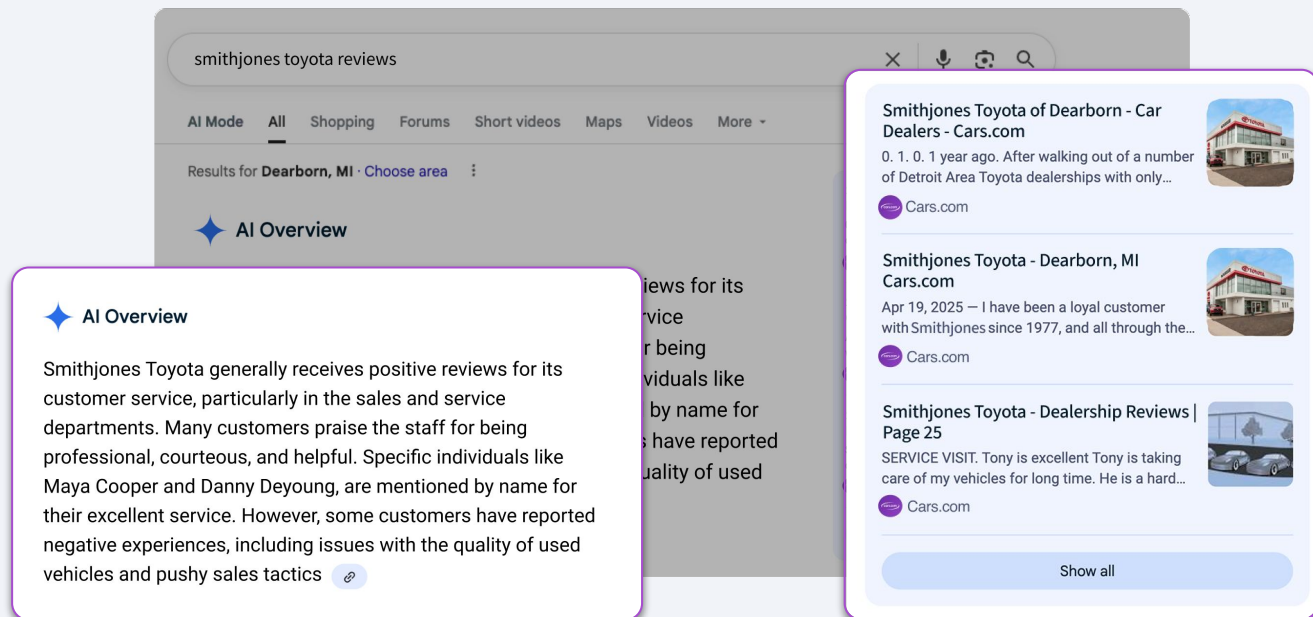 smithjones toyota reviews
AI Mode All Shopping Forums Short videos Maps Videos More
Results for Dearborn, MI · Choose area
AI Overview
iews for its
rvice
r being
viduals like
by name for
s have reported
uality of used
AI Overview
Smithjones Toyota generally receives positive reviews for its
customer service, particularly in the sales and service
departments. Many customers praise the staff for being
professional, courteous, and helpful. Specific individuals like
Maya Cooper and Danny Deyoung, are mentioned by name for
their excellent service. However, some customers have reported
negative experiences, including issues with the quality of used
vehicles and pushy sales tactics
Smithjones Toyota of Dearborn - Car
Dealers - Cars.com
0. 1. 0. 1 year ago. After walking out of a number
of Detroit Area Toyota dealerships with only...
Cars.com
Smithjones Toyota - Dearborn, MI
Cars.com
Apr 19, 2025 — I have been a loyal customer
with Smithjones since 1977, and all through the...
Cars.com
Smithjones Toyota - Dealership Reviews |
Page 25
SERVICE VISIT. Tony is excellent Tony is taking
care of my vehicles for long time. He is a hard...
Cars.com
Show all